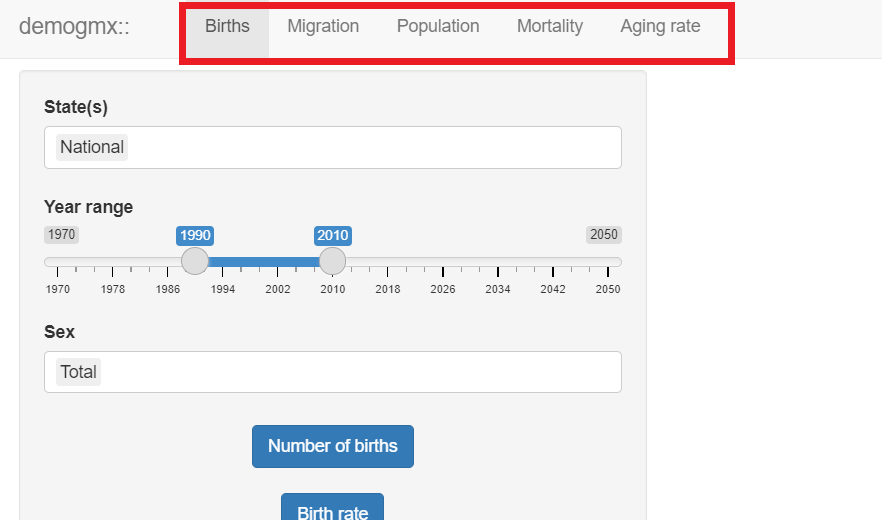 demogmx:: Births Migration Population Mortality Aging rate
State(s)
National
Year range
1970 1990 2010 2050
1970 1978 1986 1994 2002 2010 2018 2026 2034 2042 2050
Sex
Total
Number of births
Birth rate